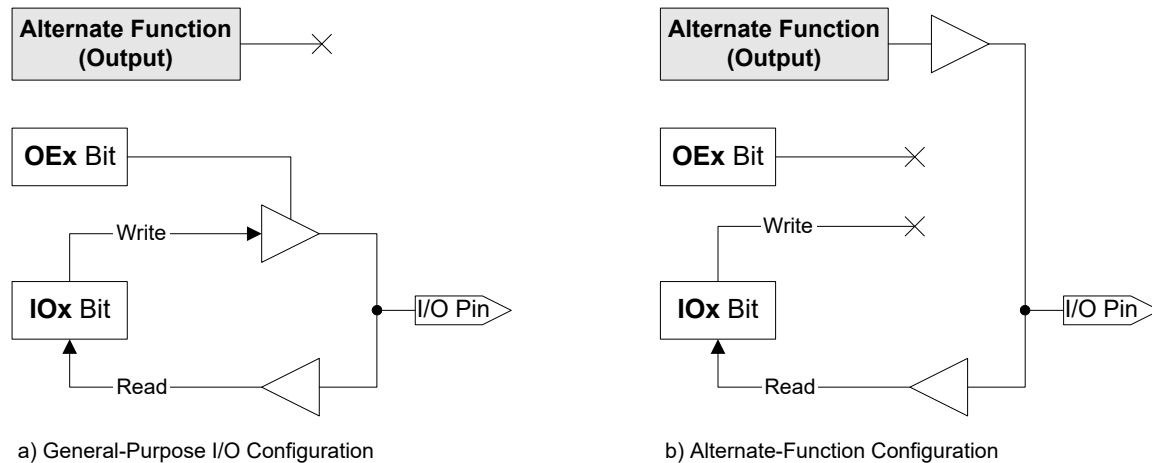 Alternate Function
(Output)
OEx Bit
Write
IOx Bit
I/O Pin
Read
a) General-Purpose I/O Configuration
Alternate Function
(Output)
OEx Bit
Write
IOx Bit
I/O Pin
Read
b) Alternate-Function Configuration